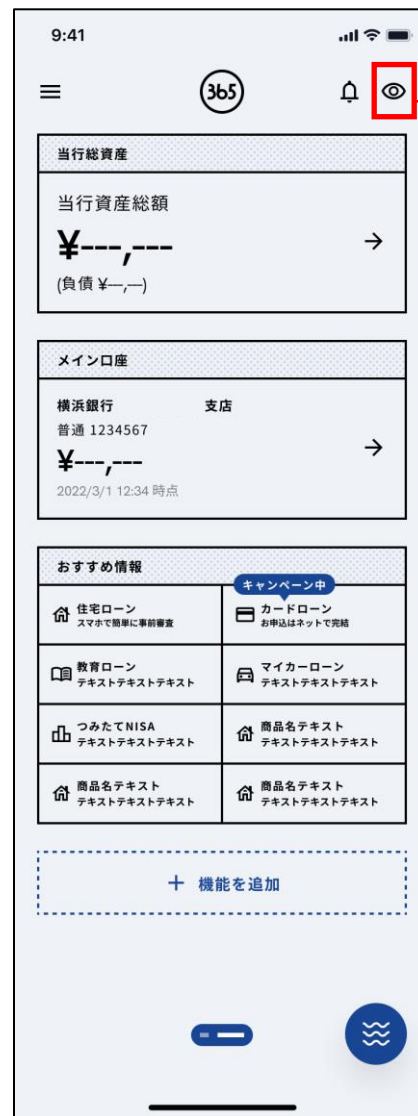 9:41
365
当行総資産
当行資産総額
¥---,---
(負債 ¥—,—)
メイン口座
横浜銀行 支店
普通 1234567
¥---,---
2022/3/1 12:34 時点
おすすめ情報
キャンペーン中
住宅ローン
スマホで簡単に事前審査
カードローン
お申込はネットで完結
教育ローン
テキストテキストテキスト
マイカーローン
テキストテキストテキスト
つみたてNISA
テキストテキストテキスト
商品名テキスト
テキストテキストテキスト
商品名テキスト
テキストテキストテキスト
商品名テキスト
テキストテキストテキスト
＋ 機能を追加